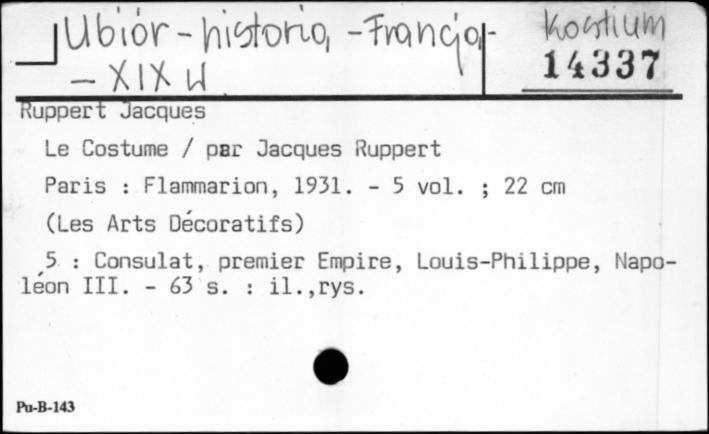 Ubiór - historia, - Francja, - Kostium
- XIX w 14337
Ruppert Jacques
Le Costume / par Jacques Ruppert
Paris : Flammarion, 1931. - 5 vol. ; 22 cm
(Les Arts Décoratifs)
5 : Consulat, premier Empire, Louis-Philippe, Napo-
léon III. - 63 s. : il.,rys.
Pu-B-143